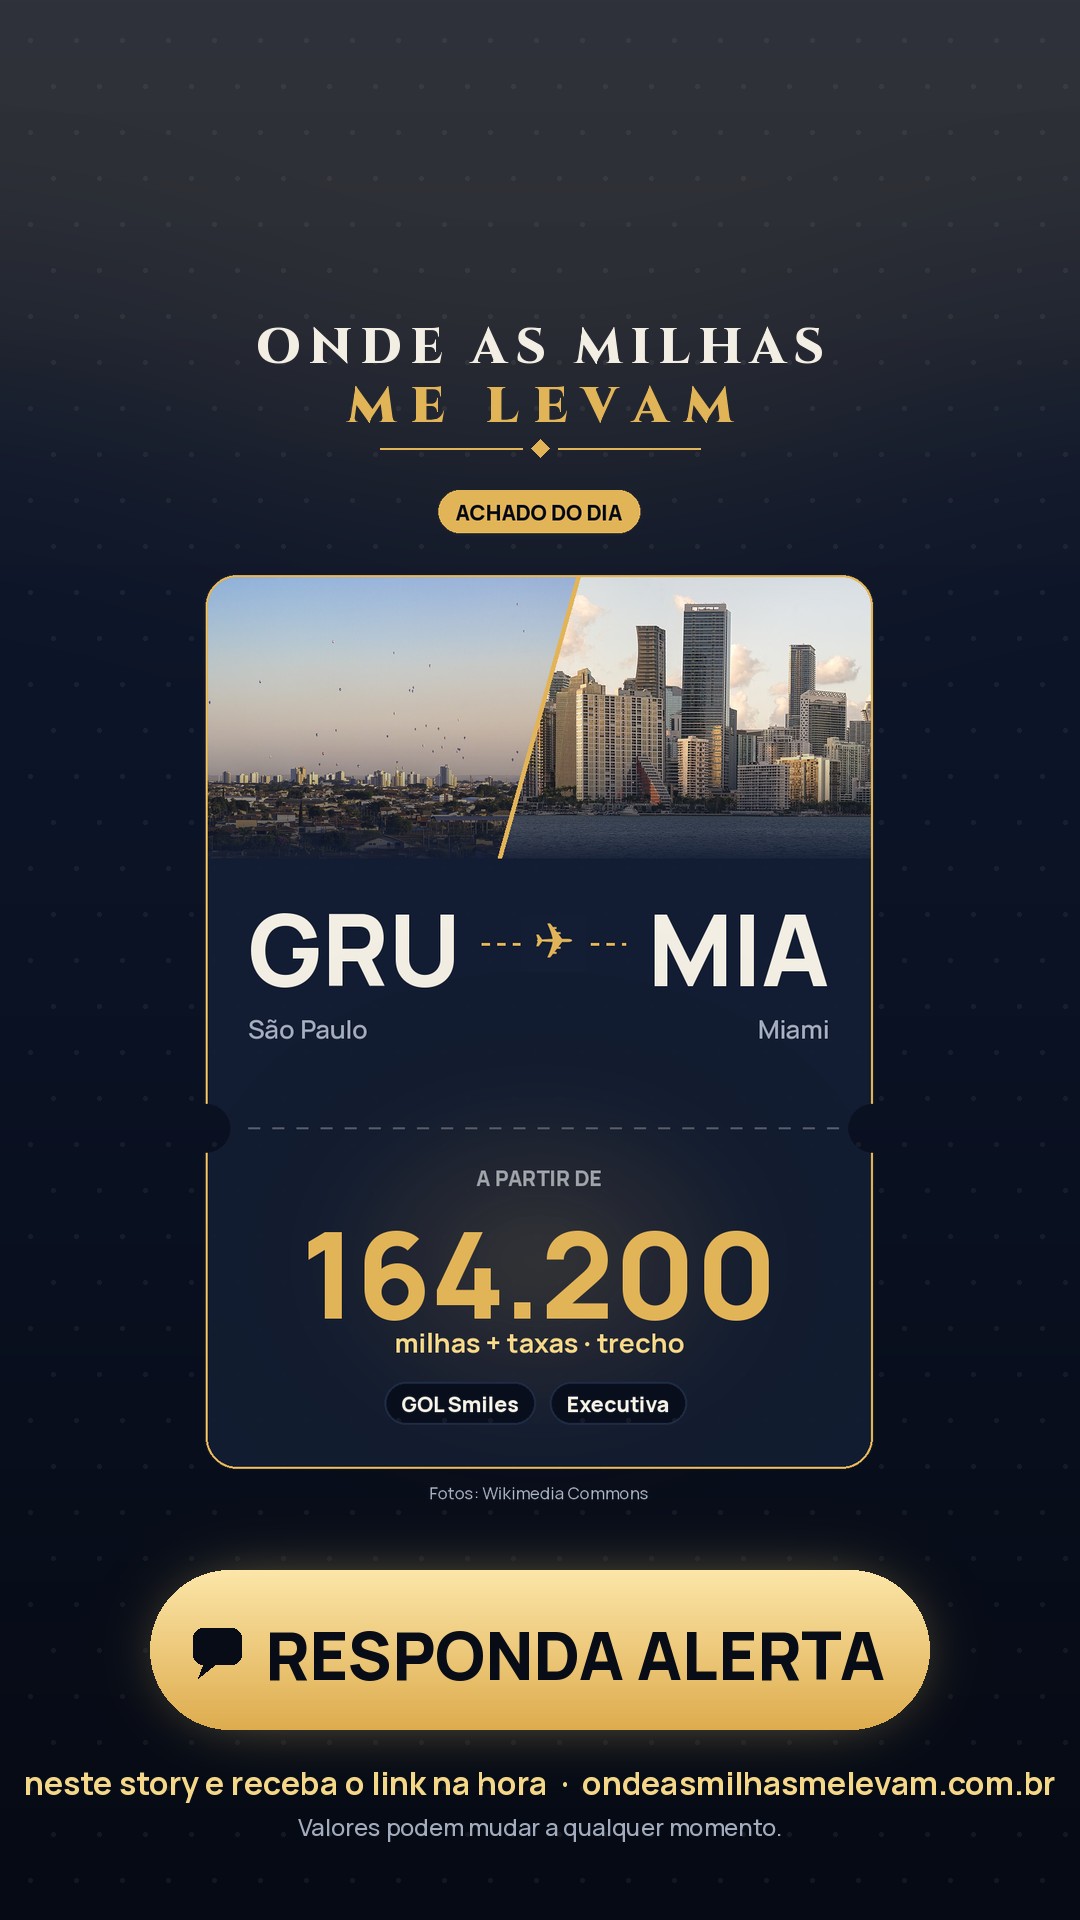 ONDE AS MILHAS
ME LEVAM
ACHADO DO DIA
GRU ✈ MIA
São Paulo Miami
A PARTIR DE
164.200
milhas + taxas · trecho
GOL Smiles Executiva
Fotos: Wikimedia Commons
RESPONDA ALERTA
neste story e receba o link na hora · ondeasmilhasmelevam.com.br
Valores podem mudar a qualquer momento.